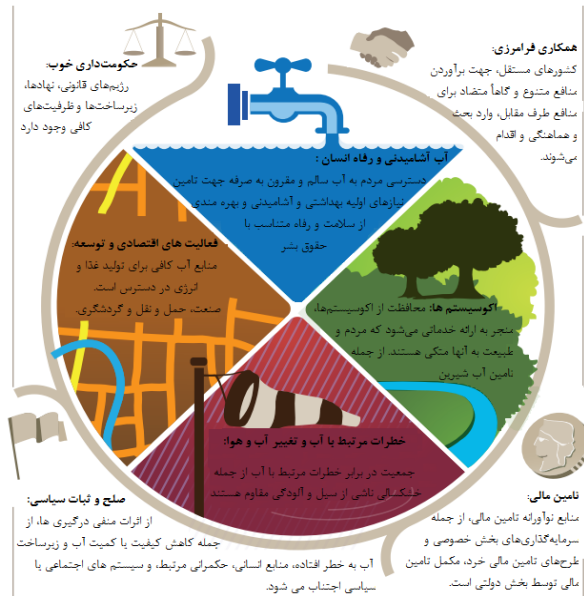 همکاری فرامرزی:
کشورهای مستقل، جهت برآوردن
منافع متنوع و گاهاً متضاد برای
منافع طرف مقابل، وارد بحث
و هماهنگی و اقدام
می‌شوند.
حکومت‌داری خوب:
رژیم‌های قانونی، نهادها،
زیرساخت‌ها و ظرفیت‌های
کافی وجود دارد
آب آشامیدنی و رفاه انسان :
دسترسی مردم به آب سالم و مقرون به صرفه جهت تامین
نیازهای اولیه بهداشتی و آشامیدنی و بهره مندی
از سلامت و رفاه متناسب با
حقوق بشر
اکوسیستم ها: محافظت از اکوسیستم‌ها،
منجر به ارائه خدماتی می‌شود که مردم و
طبیعت به آنها متکی هستند. از جمله
تامین آب شیرین
فعالیت های اقتصادی و توسعه:
منابع آب کافی برای تولید غذا و
انرژی در دسترس است.
صنعت، حمل و نقل و گردشگری.
خطرات مرتبط با آب و تغییر آب و هوا:
جمعیت در برابر خطرات مرتبط با آب از جمله
خشکسالی ناشی از سیل و آلودگی مقاوم هستند
تامین مالی:
منابع نوآورانه تامین مالی، از جمله
سرمایه‌گذاری‌های بخش خصوصی و
طرح‌های تامین مالی خرد، مکمل تامین
مالی توسط بخش دولتی است.
صلح و ثبات سیاسی:
از اثرات منفی درگیری ها، از
جمله کاهش کیفیت یا کمیت آب و زیرساخت
آب به خطر افتاده، منابع انسانی، حکمرانی مرتبط، و سیستم های اجتماعی یا
سیاسی اجتناب می شود.